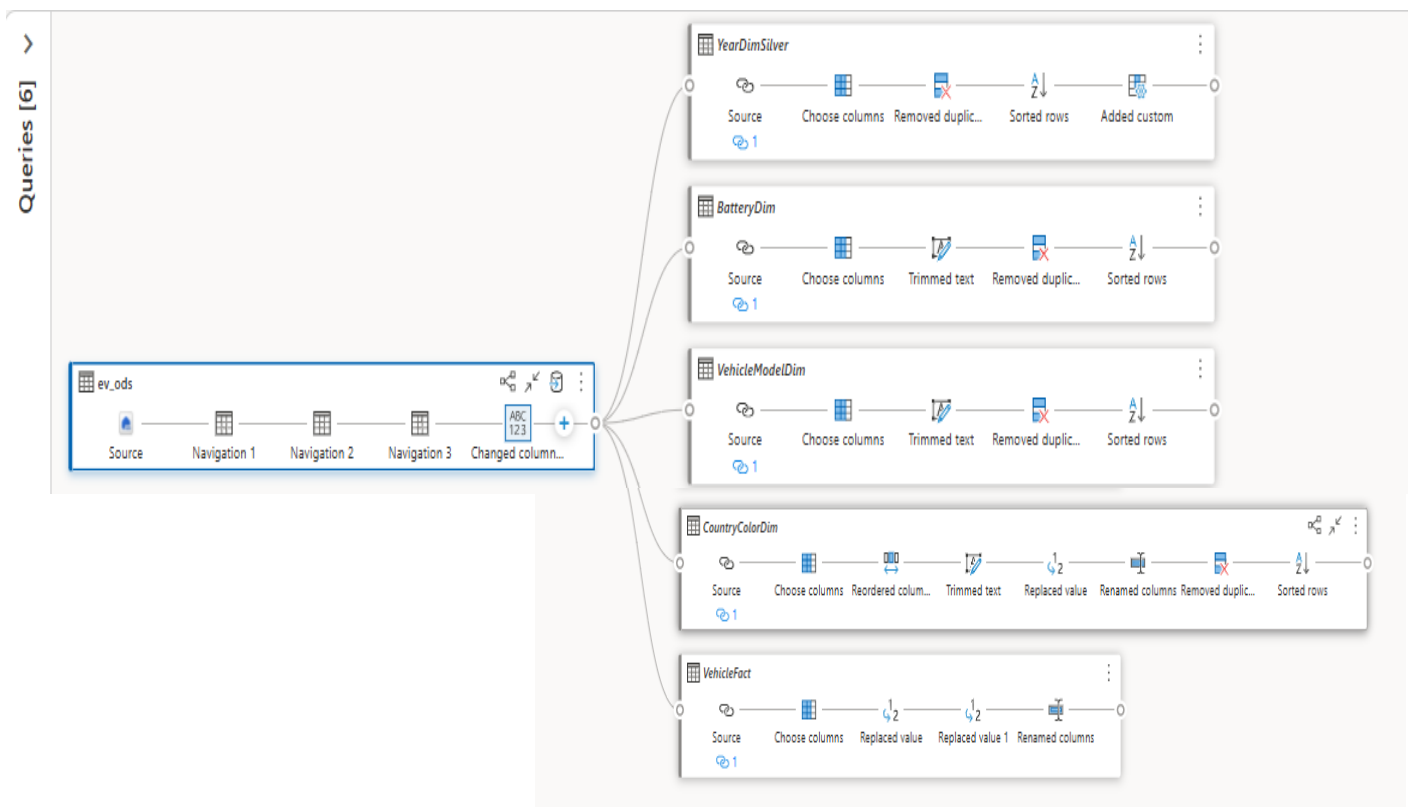 Queries [6]
ev_ods
ABC
123
Source
Navigation 1
Navigation 2
Navigation 3
Changed column...
YearDimSilver
Source
Choose columns
Removed duplic...
Sorted rows
Added custom
1
BatteryDim
Source
Choose columns
Trimmed text
Removed duplic...
Sorted rows
1
VehicleModelDim
Source
Choose columns
Trimmed text
Removed duplic...
Sorted rows
1
CountryColorDim
Source
Choose columns
Reordered colum...
Trimmed text
Replaced value
Renamed columns
Removed duplic...
Sorted rows
1
VehicleFact
Source
Choose columns
Replaced value
Replaced value 1
Renamed columns
1